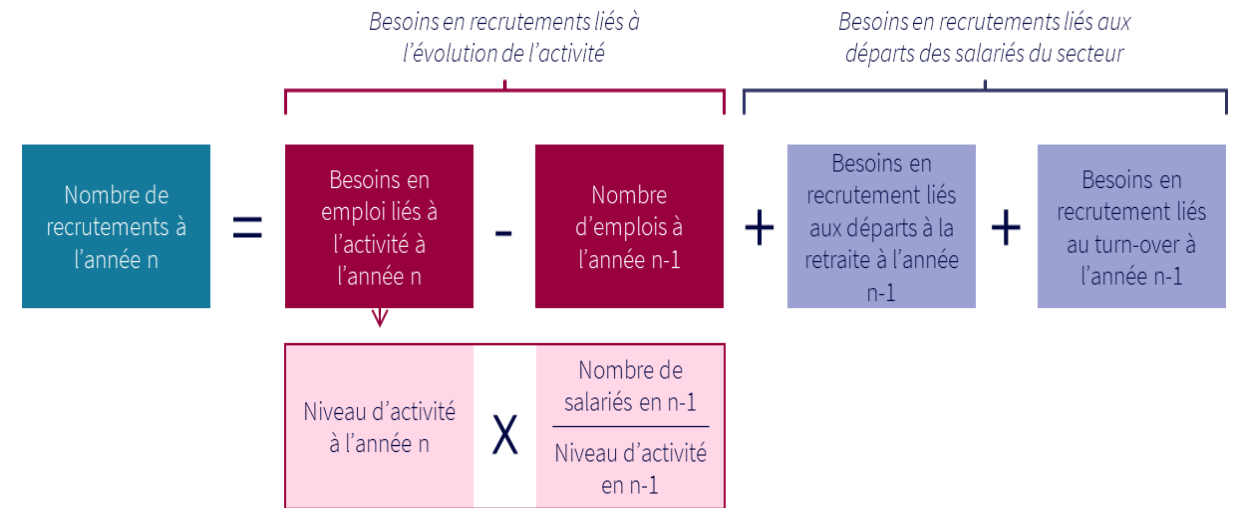 Besoins en recrutements liés à
l’évolution de l’activité
Besoins en recrutements liés aux
départs des salariés du secteur
Nombre de
recrutements à
l’année n
=
Besoins en
emploi liés à
l’activité à
l’année n
-
Nombre
d’emplois à
l’année n-1
+
Besoins en
recrutement liés
aux départs à la
retraite à l’année
n-1
+
Besoins en
recrutement liés
au turn-over à
l’année n-1
Niveau d’activité
à l’année n
X
Nombre de
salariés en n-1
Niveau d’activité
en n-1